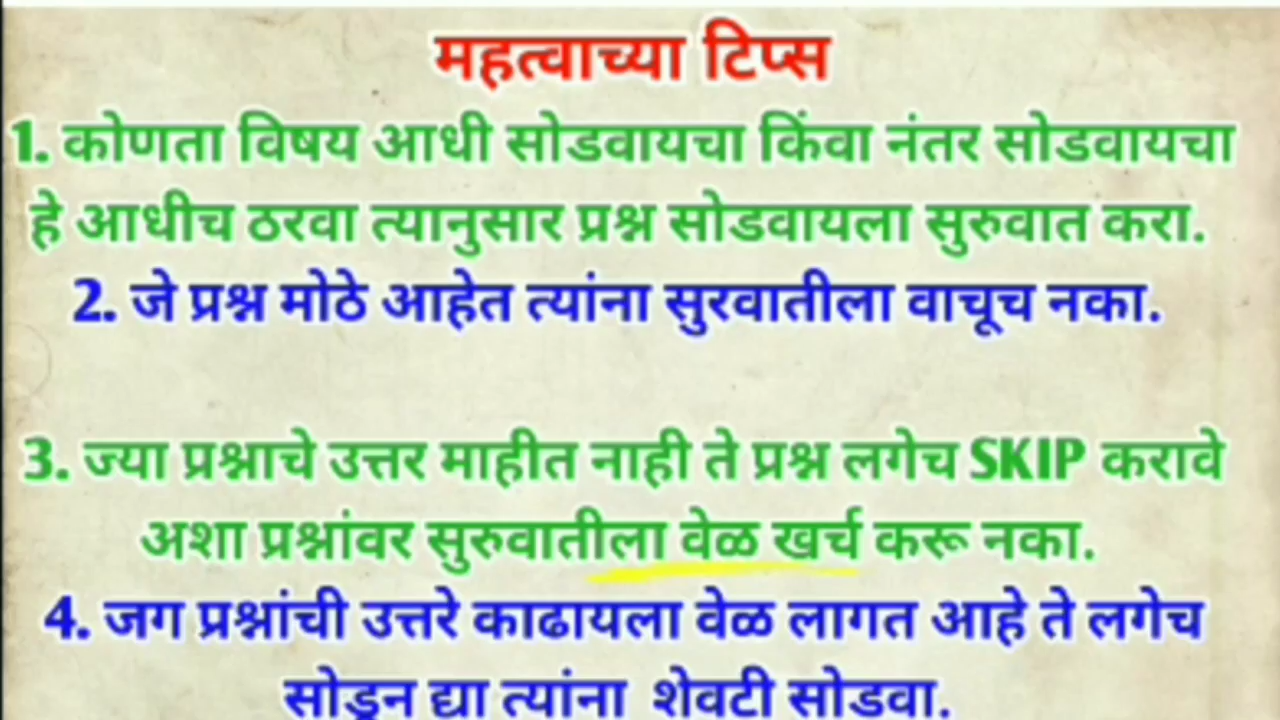 महत्वाच्या टिप्स
1. कोणता विषय आधी सोडवायचा किंवा नंतर सोडवायचा
हे आधीच ठरवा त्यानुसार प्रश्न सोडवायला सुरुवात करा.
2. जे प्रश्न मोठे आहेत त्यांना सुरवातीला वाचूच नका.
3. ज्या प्रश्नाचे उत्तर माहीत नाही ते प्रश्न लगेच SKIP करावे
अशा प्रश्नांवर सुरुवातीला वेळ खर्च करू नका.
4. जग प्रश्नांची उत्तरे काढायला वेळ लागत आहे ते लगेच
सोडून द्या त्यांना शेवटी सोडवा.